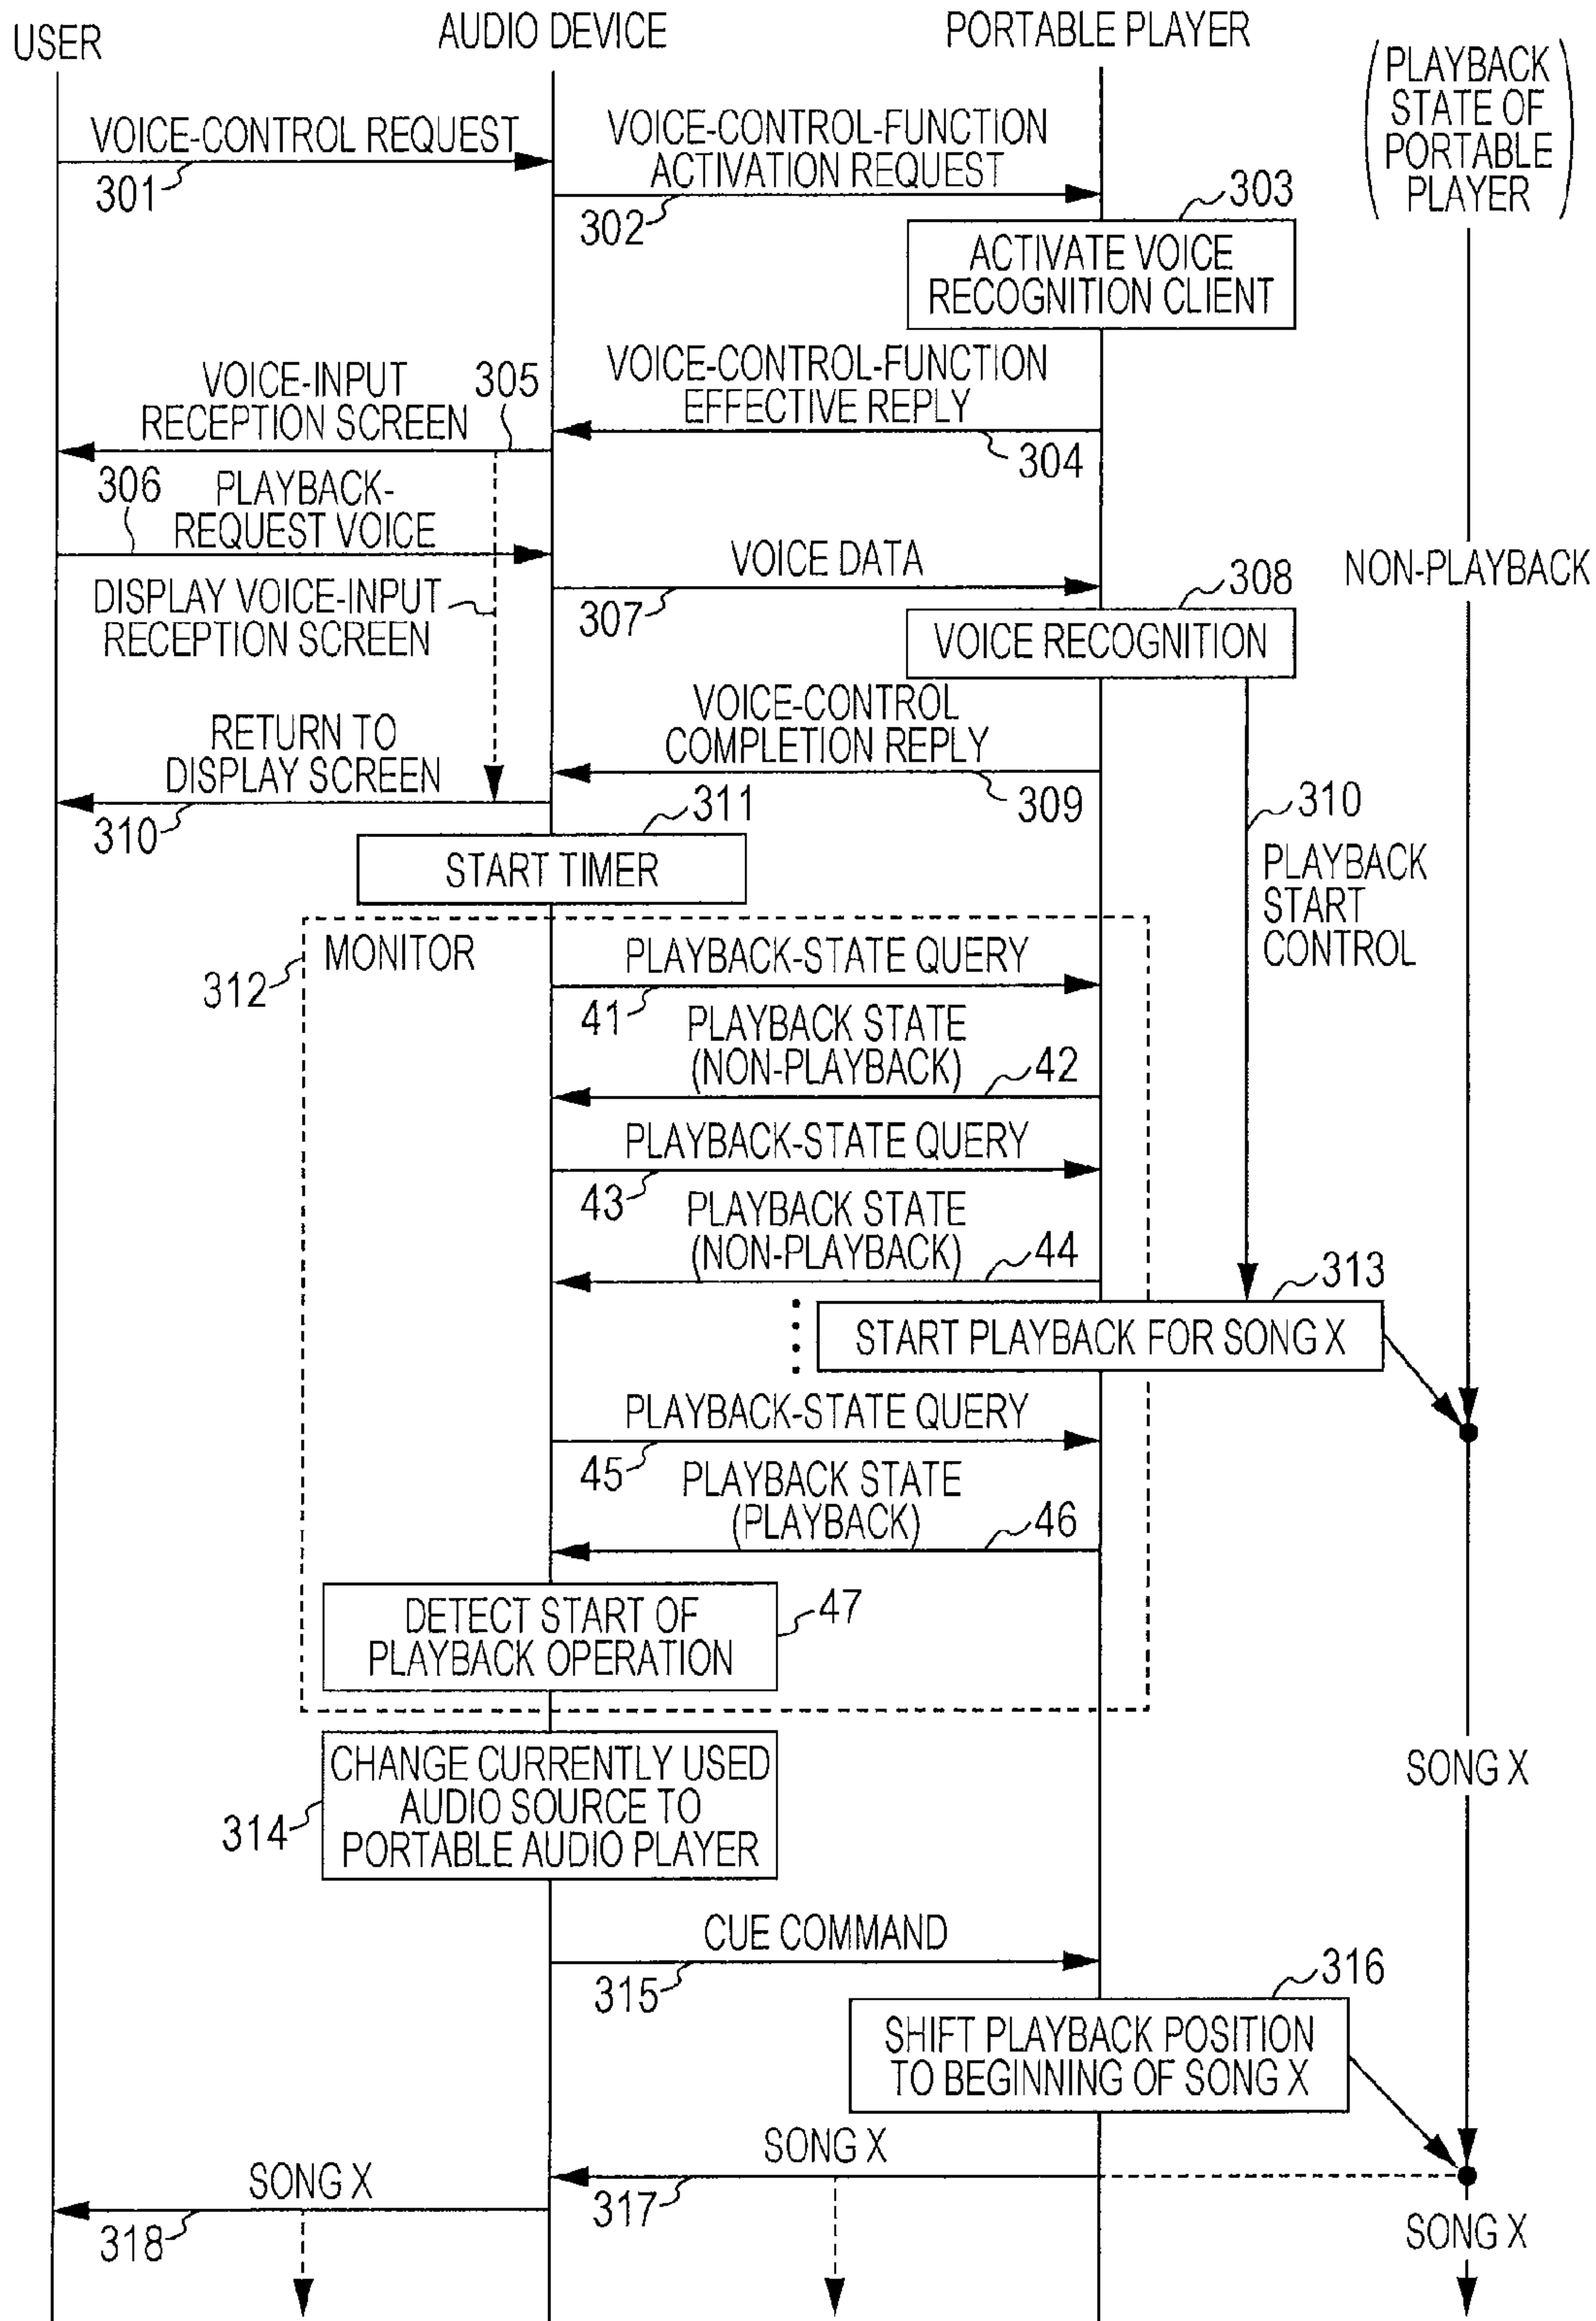 USER
AUDIO DEVICE
PORTABLE PLAYER
(PLAYBACK
STATE OF
PORTABLE
PLAYER)
VOICE-CONTROL REQUEST
301
VOICE-CONTROL-FUNCTION
ACTIVATION REQUEST
302
303
ACTIVATE VOICE
RECOGNITION CLIENT
VOICE-CONTROL-FUNCTION
EFFECTIVE REPLY
304
VOICE-INPUT
RECEPTION SCREEN
305
306
PLAYBACK-
REQUEST VOICE
VOICE DATA
307
NON-PLAYBACK
308
VOICE RECOGNITION
DISPLAY VOICE-INPUT
RECEPTION SCREEN
VOICE-CONTROL
COMPLETION REPLY
309
RETURN TO
DISPLAY SCREEN
310
310
PLAYBACK
START
CONTROL
311
START TIMER
312
MONITOR
PLAYBACK-STATE QUERY
41
PLAYBACK STATE
(NON-PLAYBACK)
42
PLAYBACK-STATE QUERY
43
PLAYBACK STATE
(NON-PLAYBACK)
44
313
START PLAYBACK FOR SONG X
PLAYBACK-STATE QUERY
45
PLAYBACK STATE
(PLAYBACK)
46
DETECT START OF
PLAYBACK OPERATION
47
SONG X
CHANGE CURRENTLY USED
AUDIO SOURCE TO
PORTABLE AUDIO PLAYER
314
CUE COMMAND
315
316
SHIFT PLAYBACK POSITION
TO BEGINNING OF SONG X
SONG X
317
SONG X
318
SONG X